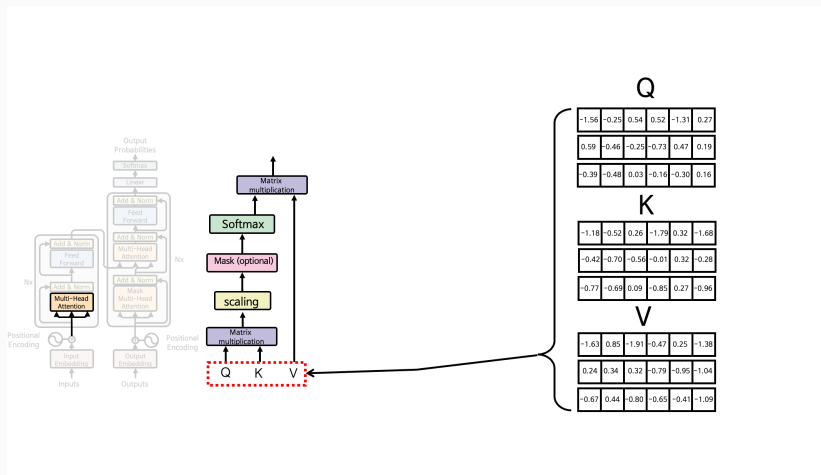 Output
Probabilities
Softmax
Linear
Add & Norm
Feed
Forward
Add & Norm
Multi-Head
Attention
Add & Norm
Mask
Multi-Head
Attention
Nx
Add & Norm
Feed
Forward
Nx
Add & Norm
Multi-Head
Attention
Positional
Encoding
Positional
Encoding
Input
Embedding
Output
Embedding
Inputs
Outputs
Matrix
multiplication
Softmax
Mask (optional)
scaling
Matrix
multiplication
Q K V
Q
-1.56 -0.25 0.54 0.52 -1.31 0.27
0.59 -0.46 -0.25 -0.73 0.47 0.19
-0.39 -0.48 0.03 -0.16 -0.30 0.16
K
-1.18 -0.52 0.26 -1.79 0.32 -1.68
-0.42 -0.70 -0.56 -0.01 0.32 -0.28
-0.77 -0.69 0.09 -0.85 0.27 -0.96
V
-1.63 0.85 -1.91 -0.47 0.25 -1.38
0.24 0.34 0.32 -0.79 -0.95 -1.04
-0.67 0.44 -0.80 -0.65 -0.41 -1.09